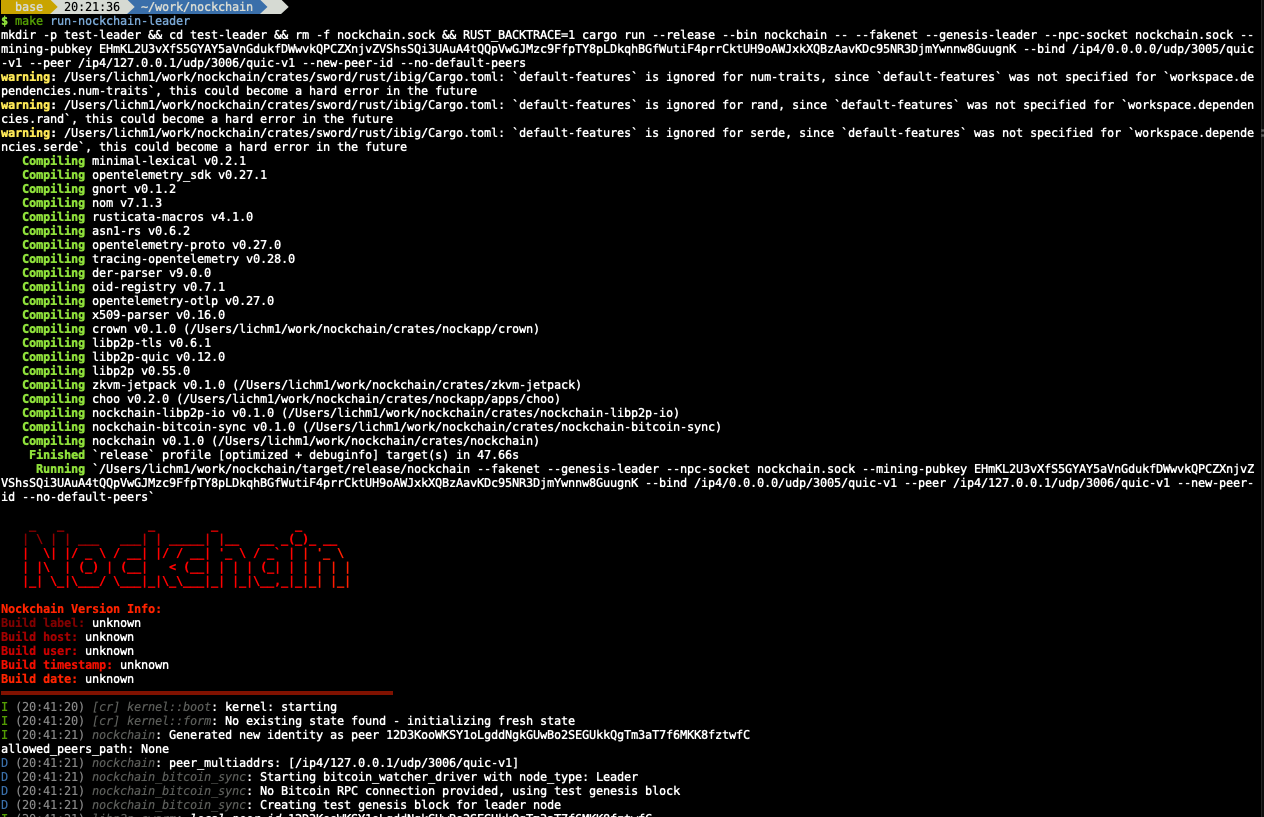 base 20:21:36 ~/work/nockchain
$ make run-nockchain-leader
mkdir -p test-leader && cd test-leader && rm -f nockchain.sock && RUST_BACKTRACE=1 cargo run --release --bin nockchain -- --fakenet --genesis-leader --npc-socket nockchain.sock --
mining-pubkey EHmKL2U3vXfS5GYAY5aVnGdukfDWwvkQPCZXnjvZVShsSQi3UAuA4tQQpVwGJMzc9FfpTY8pLDkqhBGfWutiF4prrCktUH9oAWJxkXQBzAavKDc95NR3DjmYwnnw8GuugnK --bind /ip4/0.0.0.0/udp/3005/quic
-v1 --peer /ip4/127.0.0.1/udp/3006/quic-v1 --new-peer-id --no-default-peers
warning: /Users/lichm1/work/nockchain/crates/sword/rust/ibig/Cargo.toml: `default-features` is ignored for num-traits, since `default-features` was not specified for `workspace.de
pendencies.num-traits`, this could become a hard error in the future
warning: /Users/lichm1/work/nockchain/crates/sword/rust/ibig/Cargo.toml: `default-features` is ignored for rand, since `default-features` was not specified for `workspace.dependen
cies.rand`, this could become a hard error in the future
warning: /Users/lichm1/work/nockchain/crates/sword/rust/ibig/Cargo.toml: `default-features` is ignored for serde, since `default-features` was not specified for `workspace.depende
ncies.serde`, this could become a hard error in the future
Compiling minimal-lexical v0.2.1
Compiling opentelemetry_sdk v0.27.1
Compiling gnort v0.1.2
Compiling nom v7.1.3
Compiling rusticata-macros v4.1.0
Compiling asn1-rs v0.6.2
Compiling opentelemetry-proto v0.27.0
Compiling tracing-opentelemetry v0.28.0
Compiling der-parser v9.0.0
Compiling oid-registry v0.7.1
Compiling opentelemetry-otlp v0.27.0
Compiling x509-parser v0.16.0
Compiling crown v0.1.0 (/Users/lichm1/work/nockchain/crates/nockapp/crown)
Compiling libp2p-tls v0.6.1
Compiling libp2p-quic v0.12.0
Compiling libp2p v0.55.0
Compiling zkvm-jetpack v0.1.0 (/Users/lichm1/work/nockchain/crates/zkvm-jetpack)
Compiling choo v0.2.0 (/Users/lichm1/work/nockchain/crates/nockapp/apps/choo)
Compiling nockchain-libp2p-io v0.1.0 (/Users/lichm1/work/nockchain/crates/nockchain-libp2p-io)
Compiling nockchain-bitcoin-sync v0.1.0 (/Users/lichm1/work/nockchain/crates/nockchain-bitcoin-sync)
Compiling nockchain v0.1.0 (/Users/lichm1/work/nockchain/crates/nockchain)
Finished `release` profile [optimized + debuginfo] target(s) in 47.66s
Running `/Users/lichm1/work/nockchain/target/release/nockchain --fakenet --genesis-leader --npc-socket nockchain.sock --mining-pubkey EHmKL2U3vXfS5GYAY5aVnGdukfDWwvkQPCZXnjvZ
VShsSQi3UAuA4tQQpVwGJMzc9FfpTY8pLDkqhBGfWutiF4prrCktUH9oAWJxkXQBzAavKDc95NR3DjmYwnnw8GuugnK --bind /ip4/0.0.0.0/udp/3005/quic-v1 --peer /ip4/127.0.0.1/udp/3006/quic-v1 --new-peer-
id --no-default-peers`
Nockchain
Nockchain Version Info:
Build label: unknown
Build host: unknown
Build user: unknown
Build timestamp: unknown
Build date: unknown
I (20:41:20) [cr] kernel::boot: kernel: starting
I (20:41:20) [cr] kernel::form: No existing state found - initializing fresh state
I (20:41:21) nockchain: Generated new identity as peer 12D3KooWKSY1oLgddNgkGUwBo2SEGUkkQgTm3aT7f6MKK8fztwfC
allowed_peers_path: None
D (20:41:21) nockchain: peer_multiaddrs: [/ip4/127.0.0.1/udp/3006/quic-v1]
D (20:41:21) nockchain_bitcoin_sync: Starting bitcoin_watcher_driver with node_type: Leader
D (20:41:21) nockchain_bitcoin_sync: No Bitcoin RPC connection provided, using test genesis block
D (20:41:21) nockchain_bitcoin_sync: Creating test genesis block for leader node
I (20:41:21) libp2p_swarm: local_peer_id=12D3KooWKSY1oLgddNgkGUwBo2SEGUkkQgTm3aT7f6MKK8fztwfC